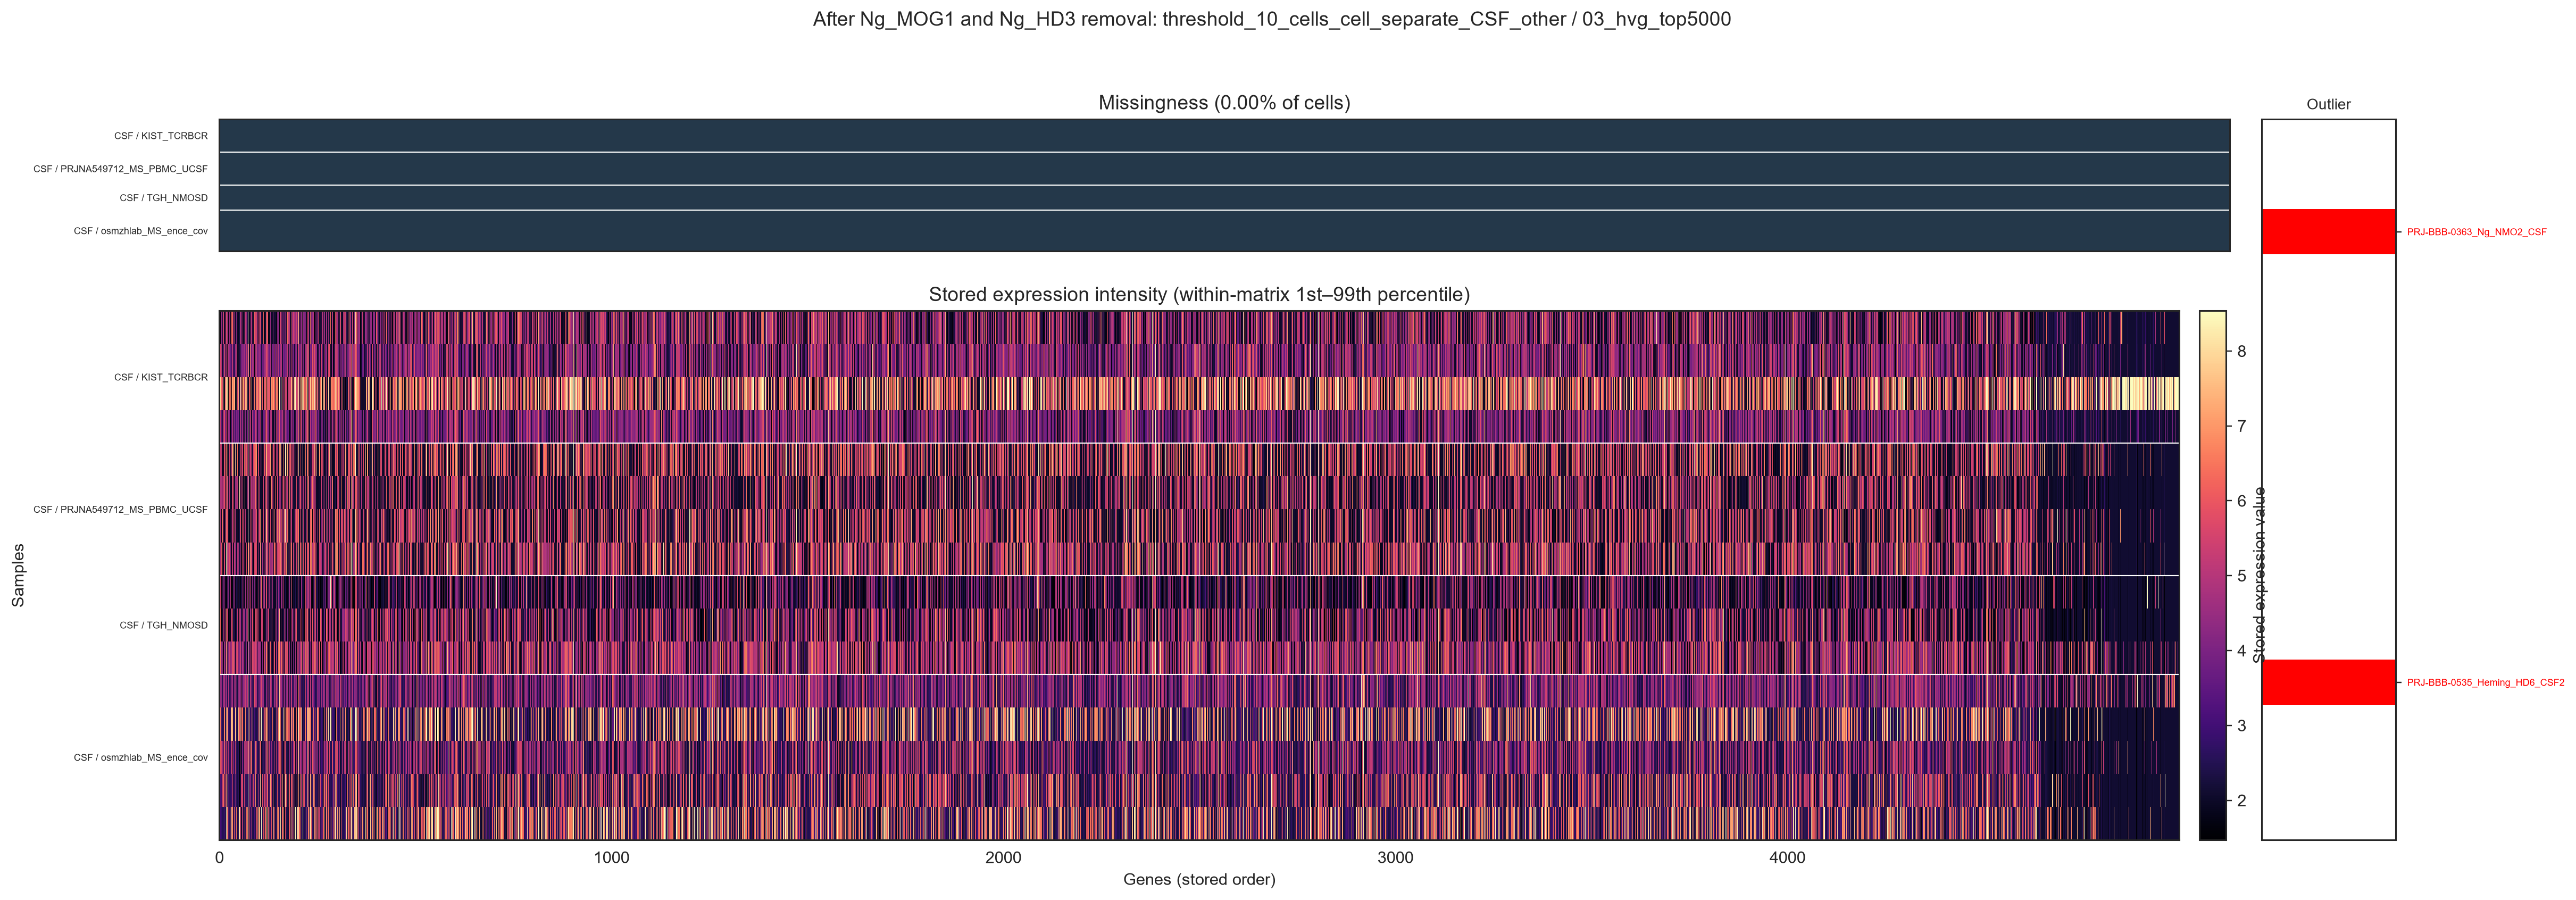 After Ng_MOG1 and Ng_HD3 removal: threshold_10_cells_cell_separate_CSF_other / 03_hvg_top5000
Missingness (0.00% of cells)
Outlier
CSF / KIST_TCRBCR
CSF / PRJNA549712_MS_PBMC_UCSF
CSF / TGH_NMOSD
CSF / osmzhlab_MS_ence_cov
PRJ-BBB-0363_Ng_NMO2_CSF
Stored expression intensity (within-matrix 1st–99th percentile)
CSF / KIST_TCRBCR
CSF / PRJNA549712_MS_PBMC_UCSF
CSF / TGH_NMOSD
CSF / osmzhlab_MS_ence_cov
Samples
8
7
6
5
4
3
2
Stored expression value
PRJ-BBB-0535_Heming_HD6_CSF2
0 1000 2000 3000 4000
Genes (stored order)